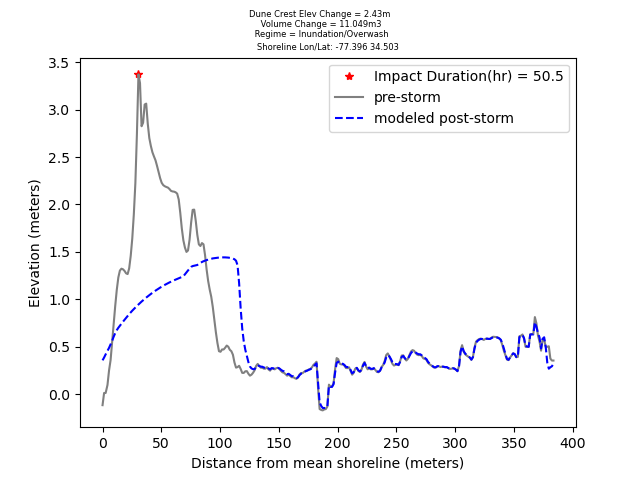 Dune Crest Elev Change = 2.43m
Volume Change = 11.049m3
Regime = Inundation/Overwash
Shoreline Lon/Lat: -77.396 34.503
Impact Duration(hr) = 50.5
pre-storm
modeled post-storm
Elevation (meters)
3.5
3.0
2.5
2.0
1.5
1.0
0.5
0.0
0 50 100 150 200 250 300 350 400
Distance from mean shoreline (meters)